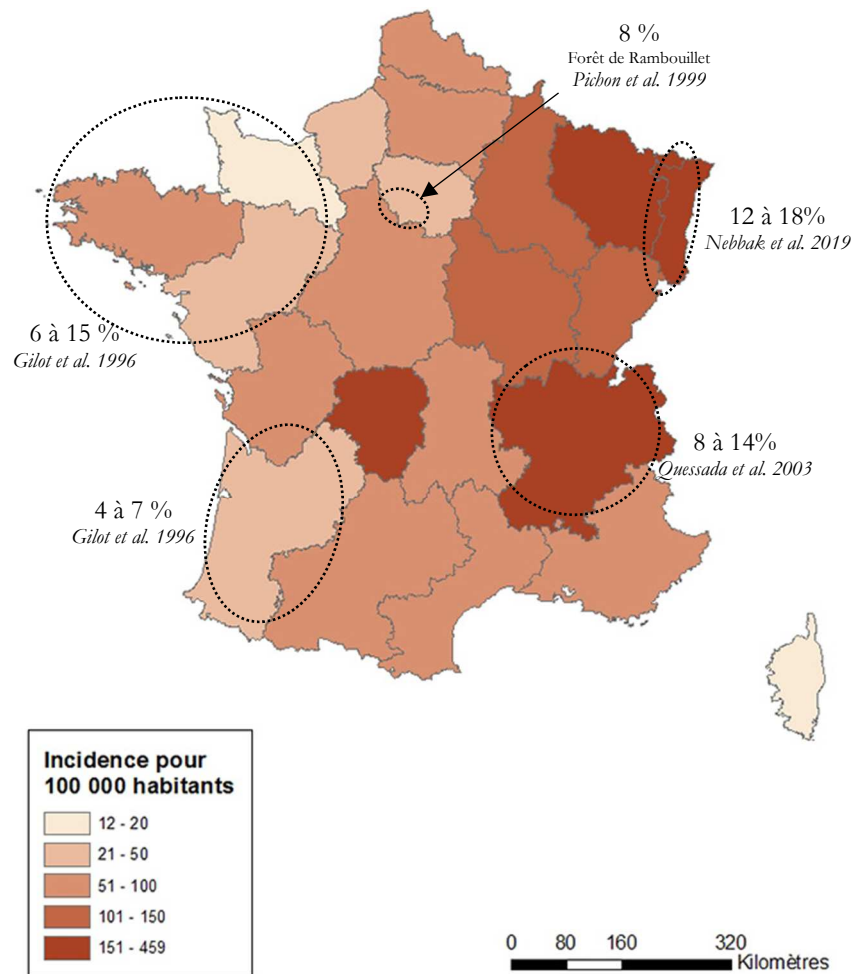 8 %
Forêt de Rambouillet
Pichon et al. 1999
12 à 18%
Nebbak et al. 2019
6 à 15 %
Gilot et al. 1996
8 à 14%
Quessada et al. 2003
4 à 7 %
Gilot et al. 1996
Incidence pour
100 000 habitants
12 - 20
21 - 50
51 - 100
101 - 150
151 - 459
0 80 160 320
Kilomètres